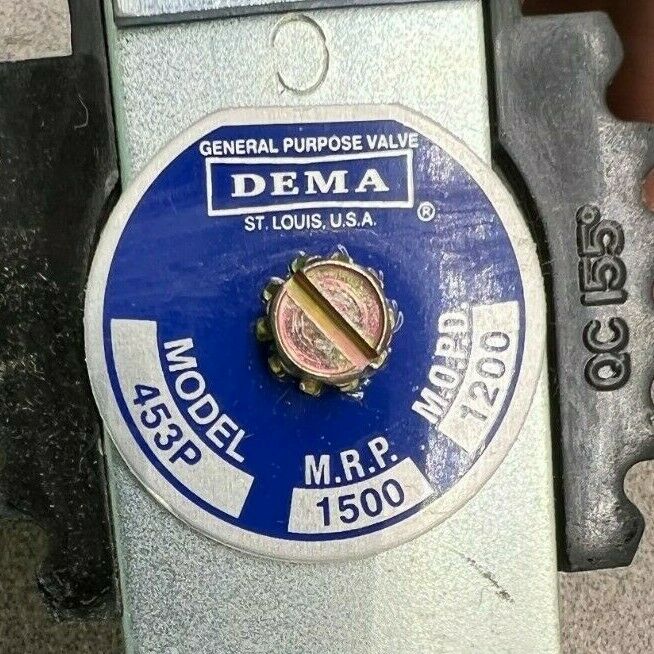 GENERAL PURPOSE VALVE
DEMA
ST. LOUIS, U.S.A. ®
MODEL
453P
M.R.P.
1500
M.O.P.D.
1200
QC 155°